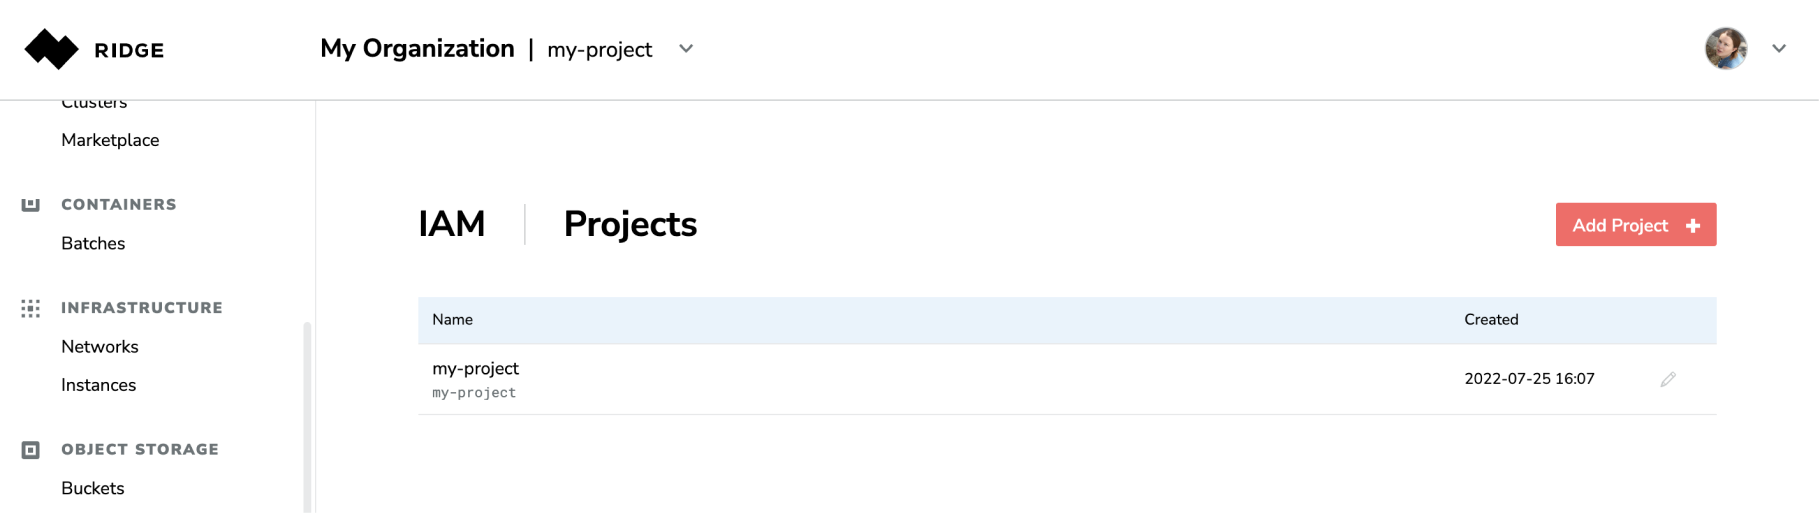 RIDGE
My Organization | my-project
Clusters
Marketplace
CONTAINERS
Batches
INFRASTRUCTURE
Networks
Instances
OBJECT STORAGE
Buckets
IAM | Projects
Add Project +
Name Created
my-project
my-project
2022-07-25 16:07